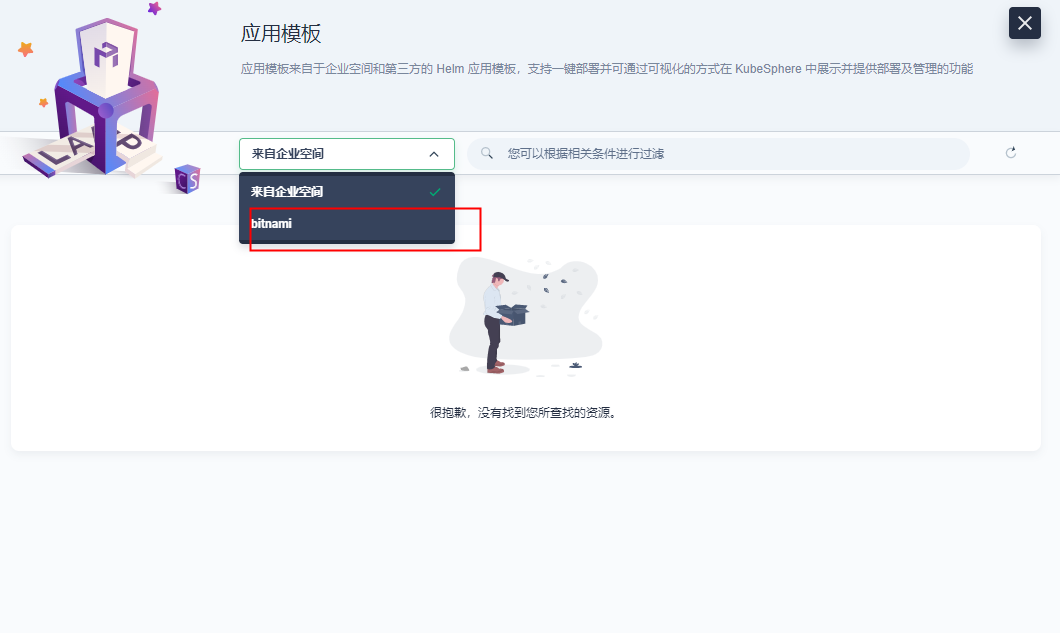 应用模板
应用模板来自于企业空间和第三方的 Helm 应用模板，支持一键部署并可通过可视化的方式在 KubeSphere 中展示并提供部署及管理的功能
来自企业空间
您可以根据相关条件进行过滤
来自企业空间
bitnami
LAPP
CS
很抱歉，没有找到您所查找的资源。